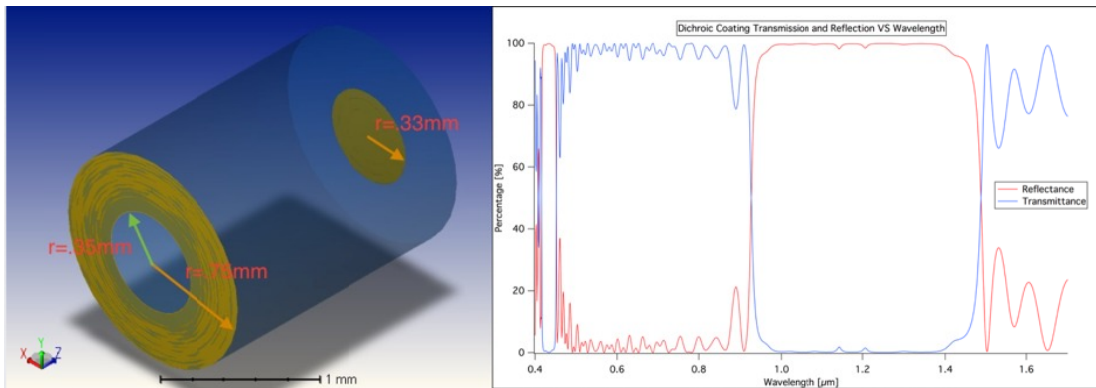 r=.33mm
r=.35mm
r=.75mm
X Y Z
1 mm
Dichroic Coating Transmission and Reflection VS Wavelength
Percentage [%]
100
80
60
40
20
0
0.4
0.6
0.8
1.0
1.2
1.4
1.6
Wavelength [µm]
Reflectance
Transmittance